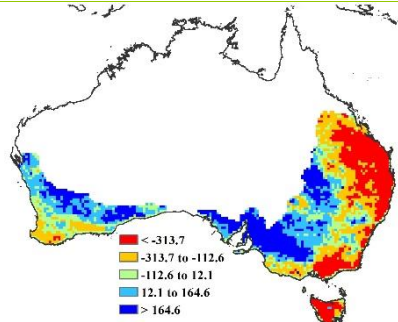 < -313.7
-313.7 to -112.6
-112.6 to 12.1
12.1 to 164.6
> 164.6